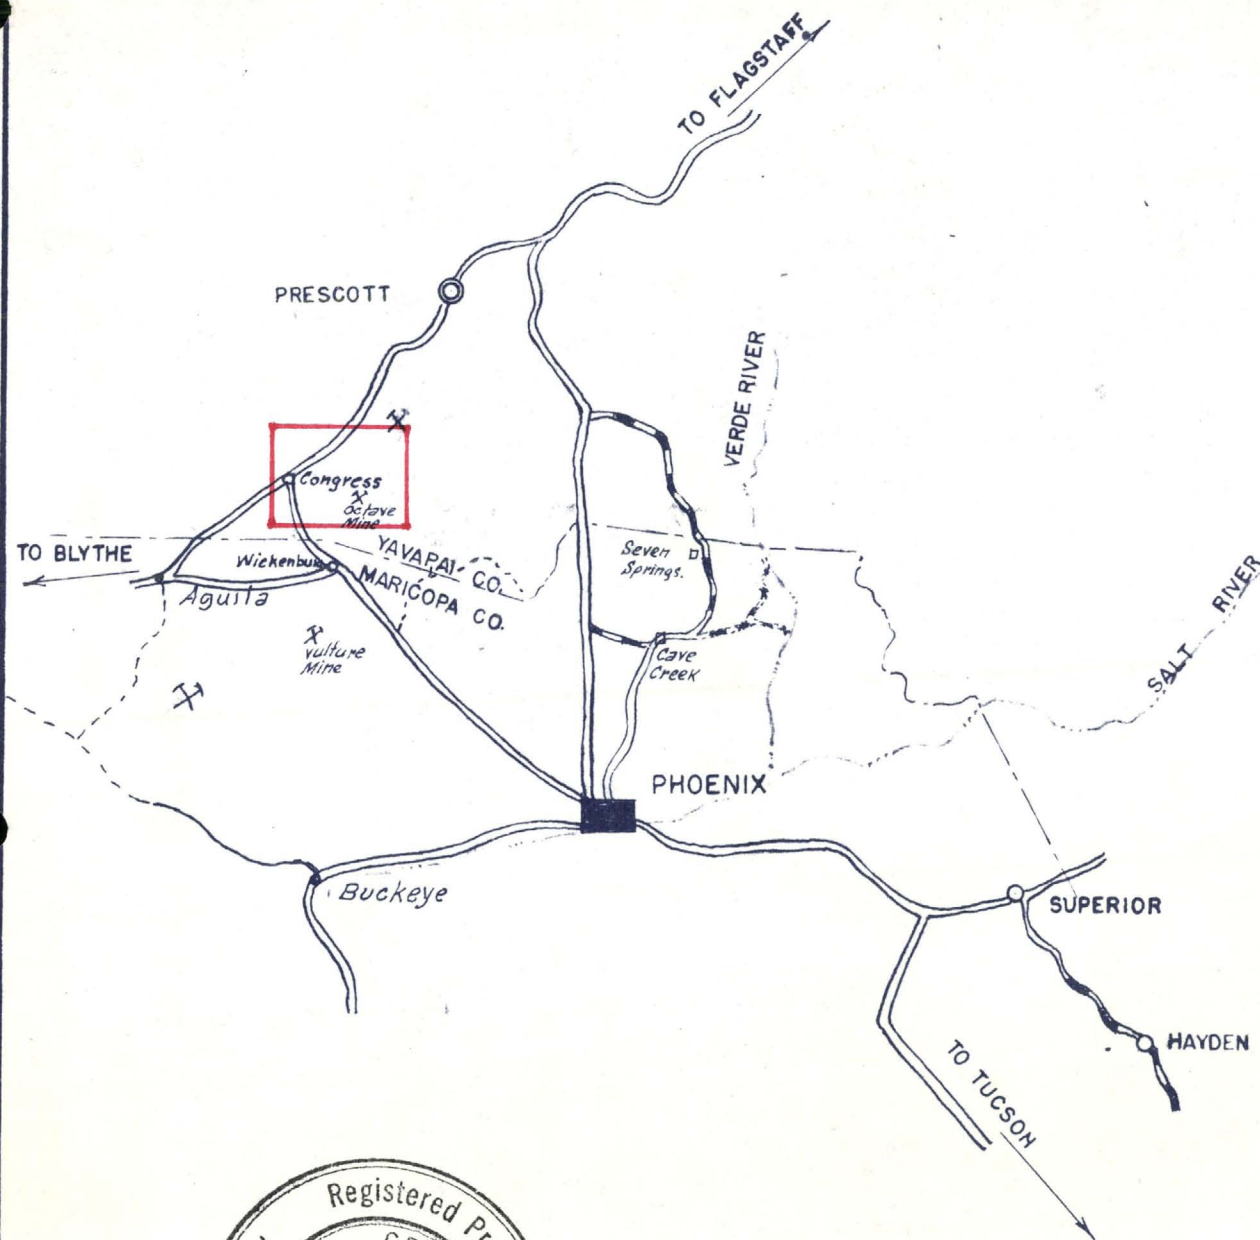 TO FLAGSTAFF
PRESCOTT
VERDE RIVER
Congress
Octave
Mine
TO BLYTHE
Wickenburg
YAVAPAI CO.
MARICOPA CO.
Aguila
Seven
Springs.
RIVER
SALT
Vulture
Mine
Cave
Creek
PHOENIX
Buckeye
SUPERIOR
HAYDEN
TO TUCSON
Registered